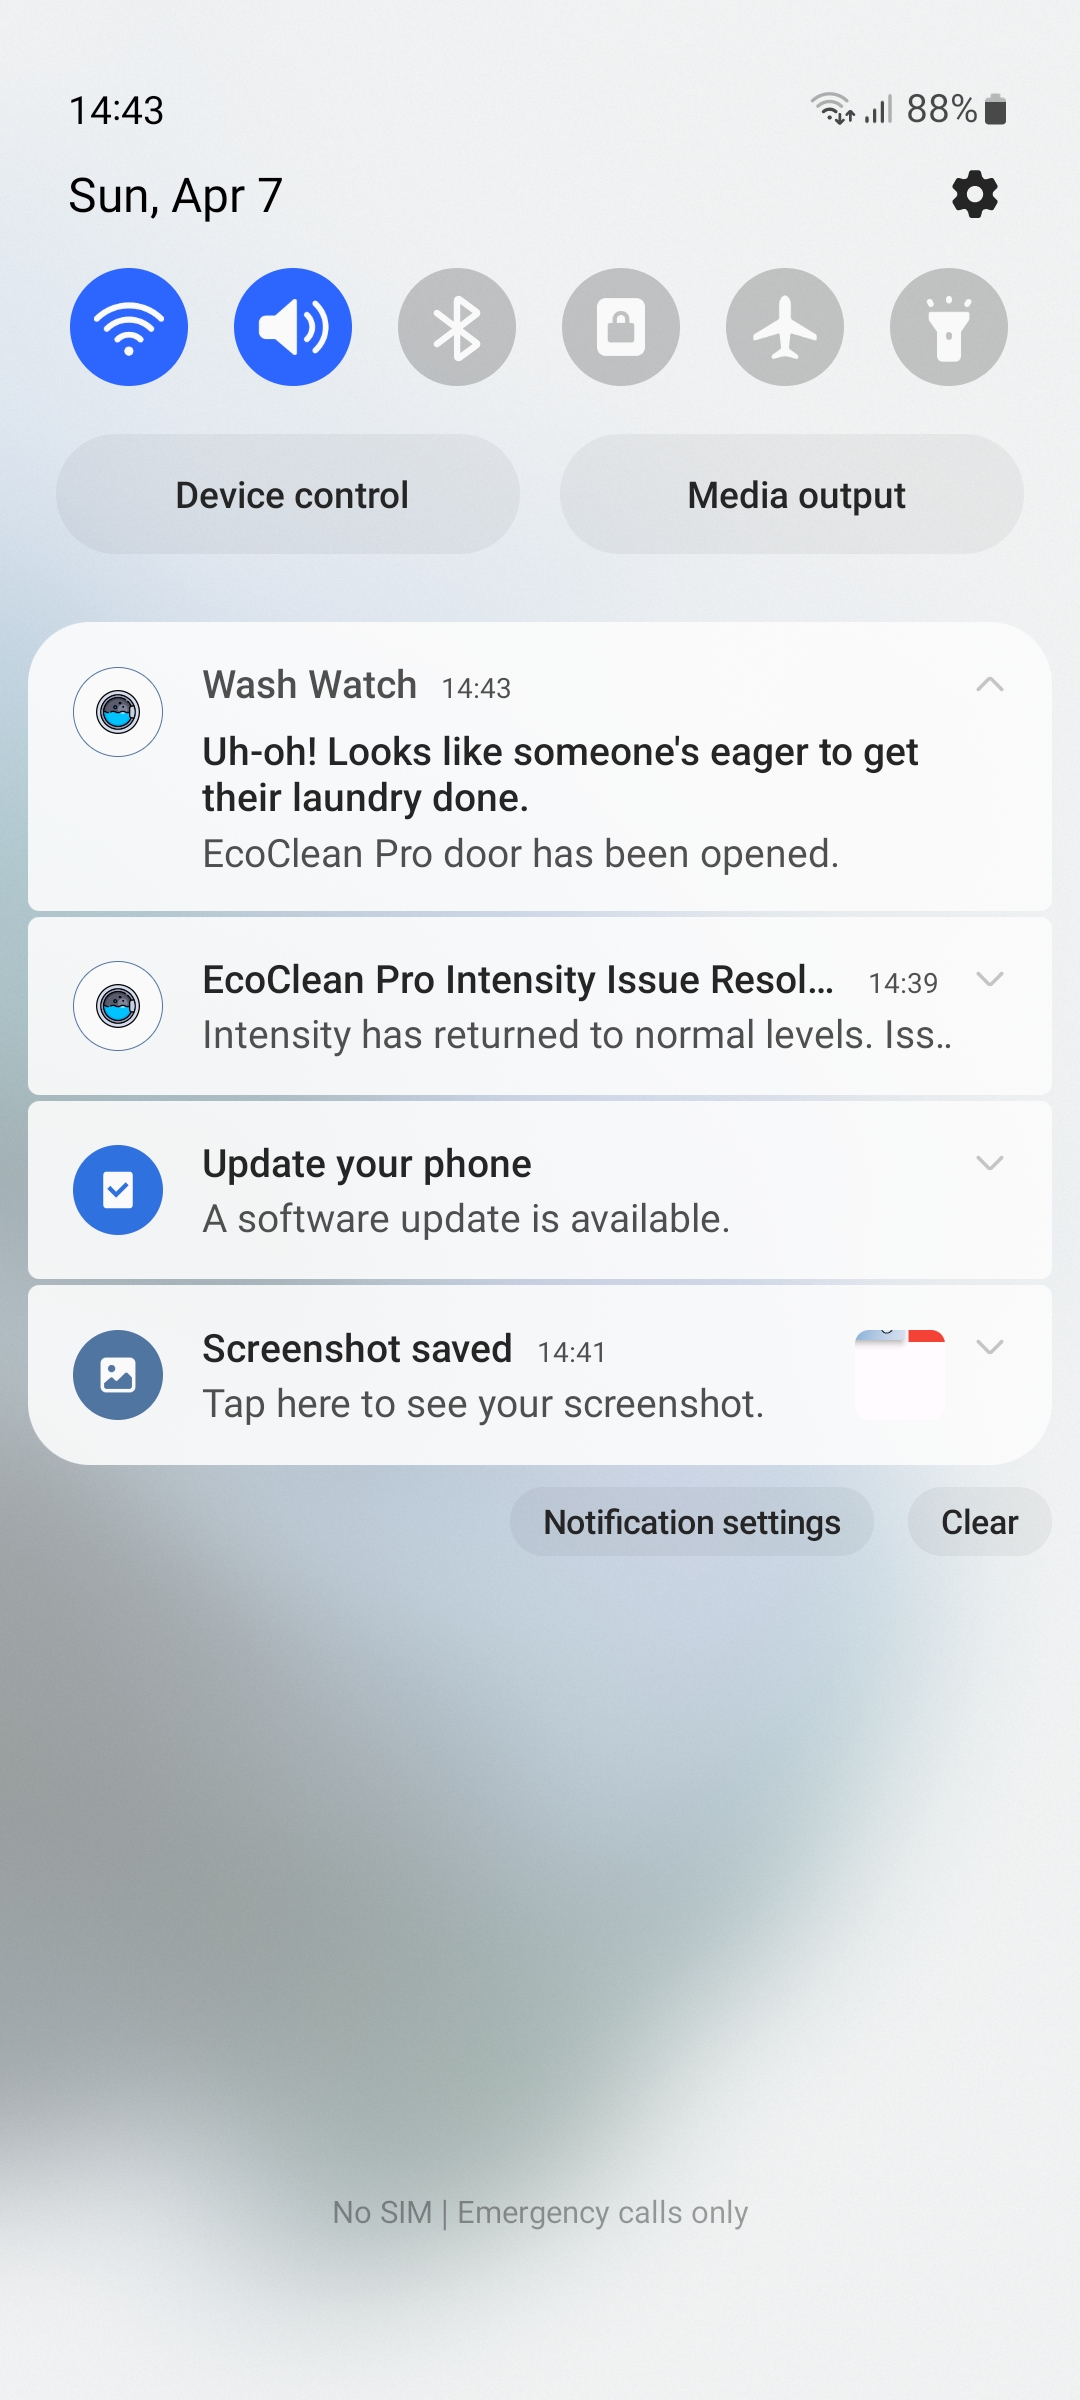 14:43
88%
Sun, Apr 7
Device control
Media output
Wash Watch 14:43
Uh-oh! Looks like someone's eager to get
their laundry done.
EcoClean Pro door has been opened.
EcoClean Pro Intensity Issue Resol... 14:39
Intensity has returned to normal levels. Iss..
Update your phone
A software update is available.
Screenshot saved 14:41
Tap here to see your screenshot.
Notification settings
Clear
No SIM | Emergency calls only